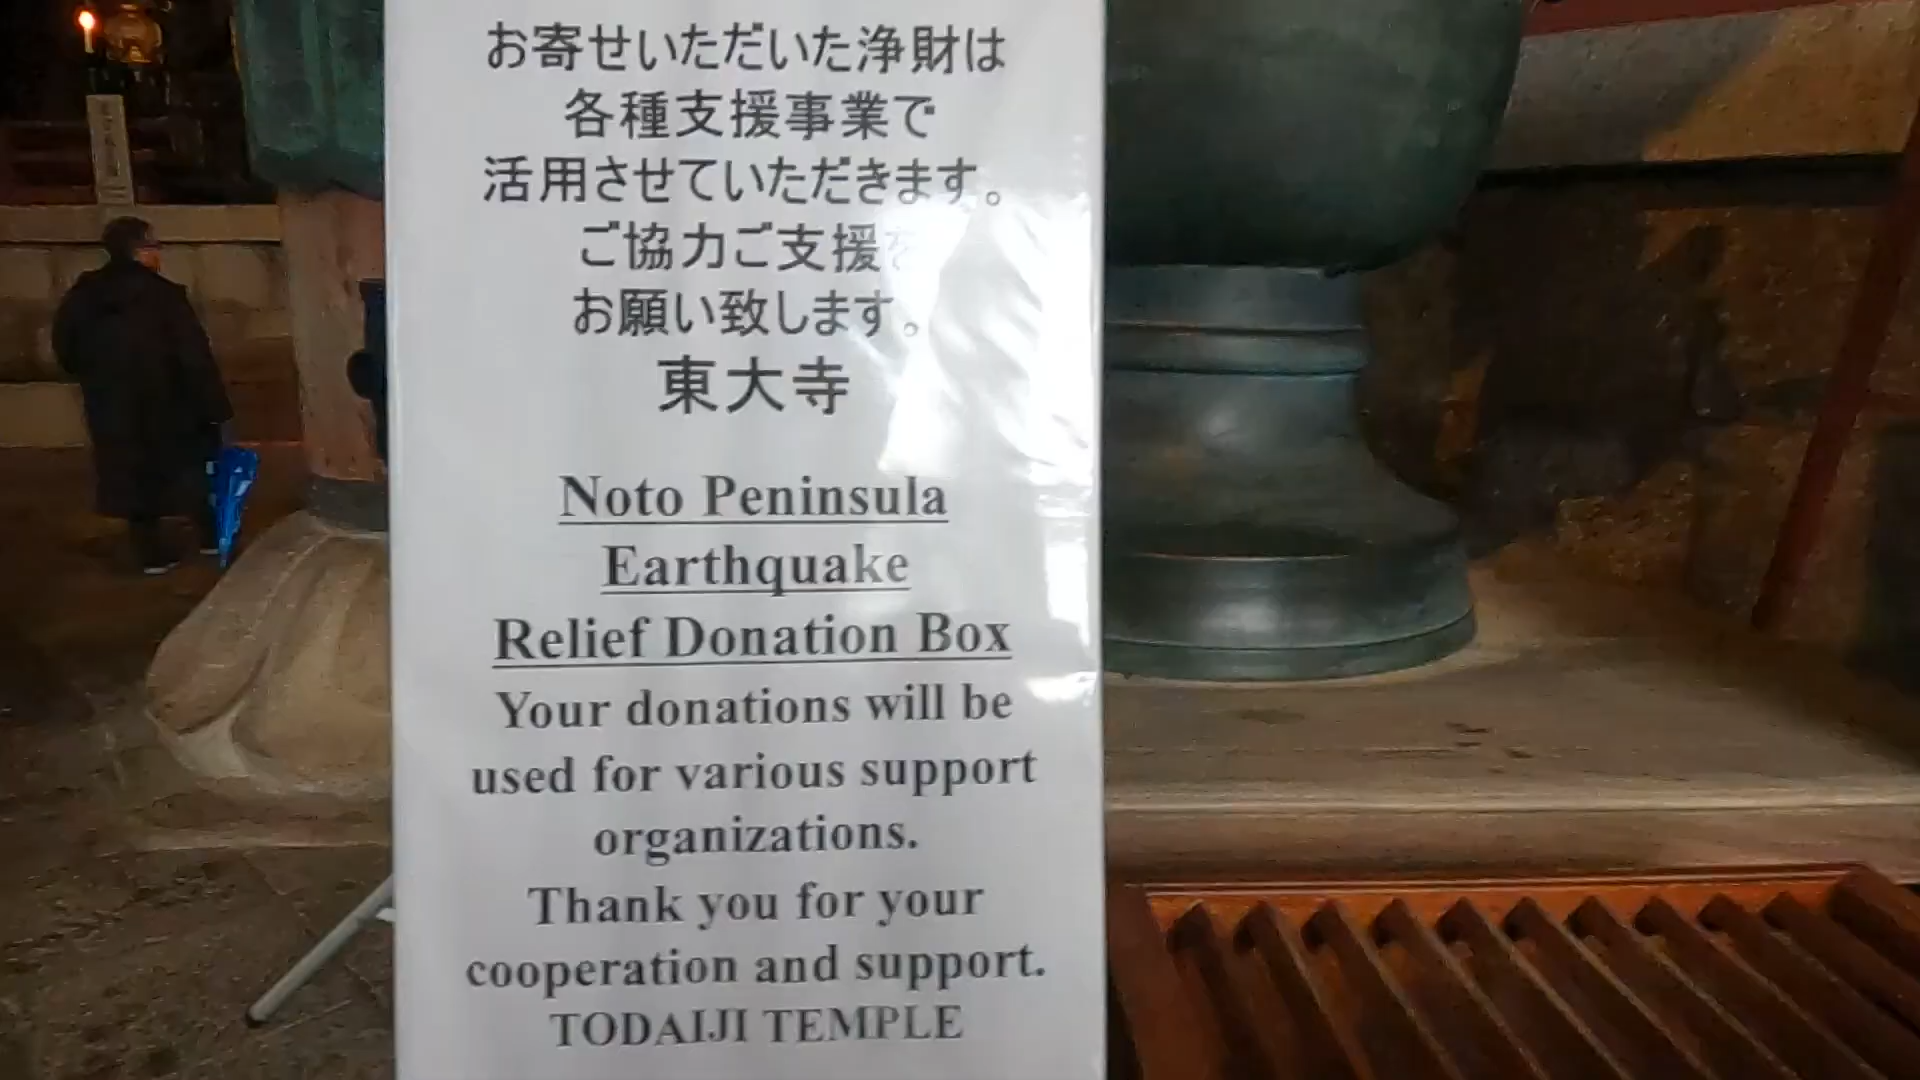 お寄せいただいた浄財は
各種支援事業で
活用させていただきます。
ご協力ご支援を
お願い致します。
東大寺
Noto Peninsula
Earthquake
Relief Donation Box
Your donations will be
used for various support
organizations.
Thank you for your
cooperation and support.
TODAIJI TEMPLE